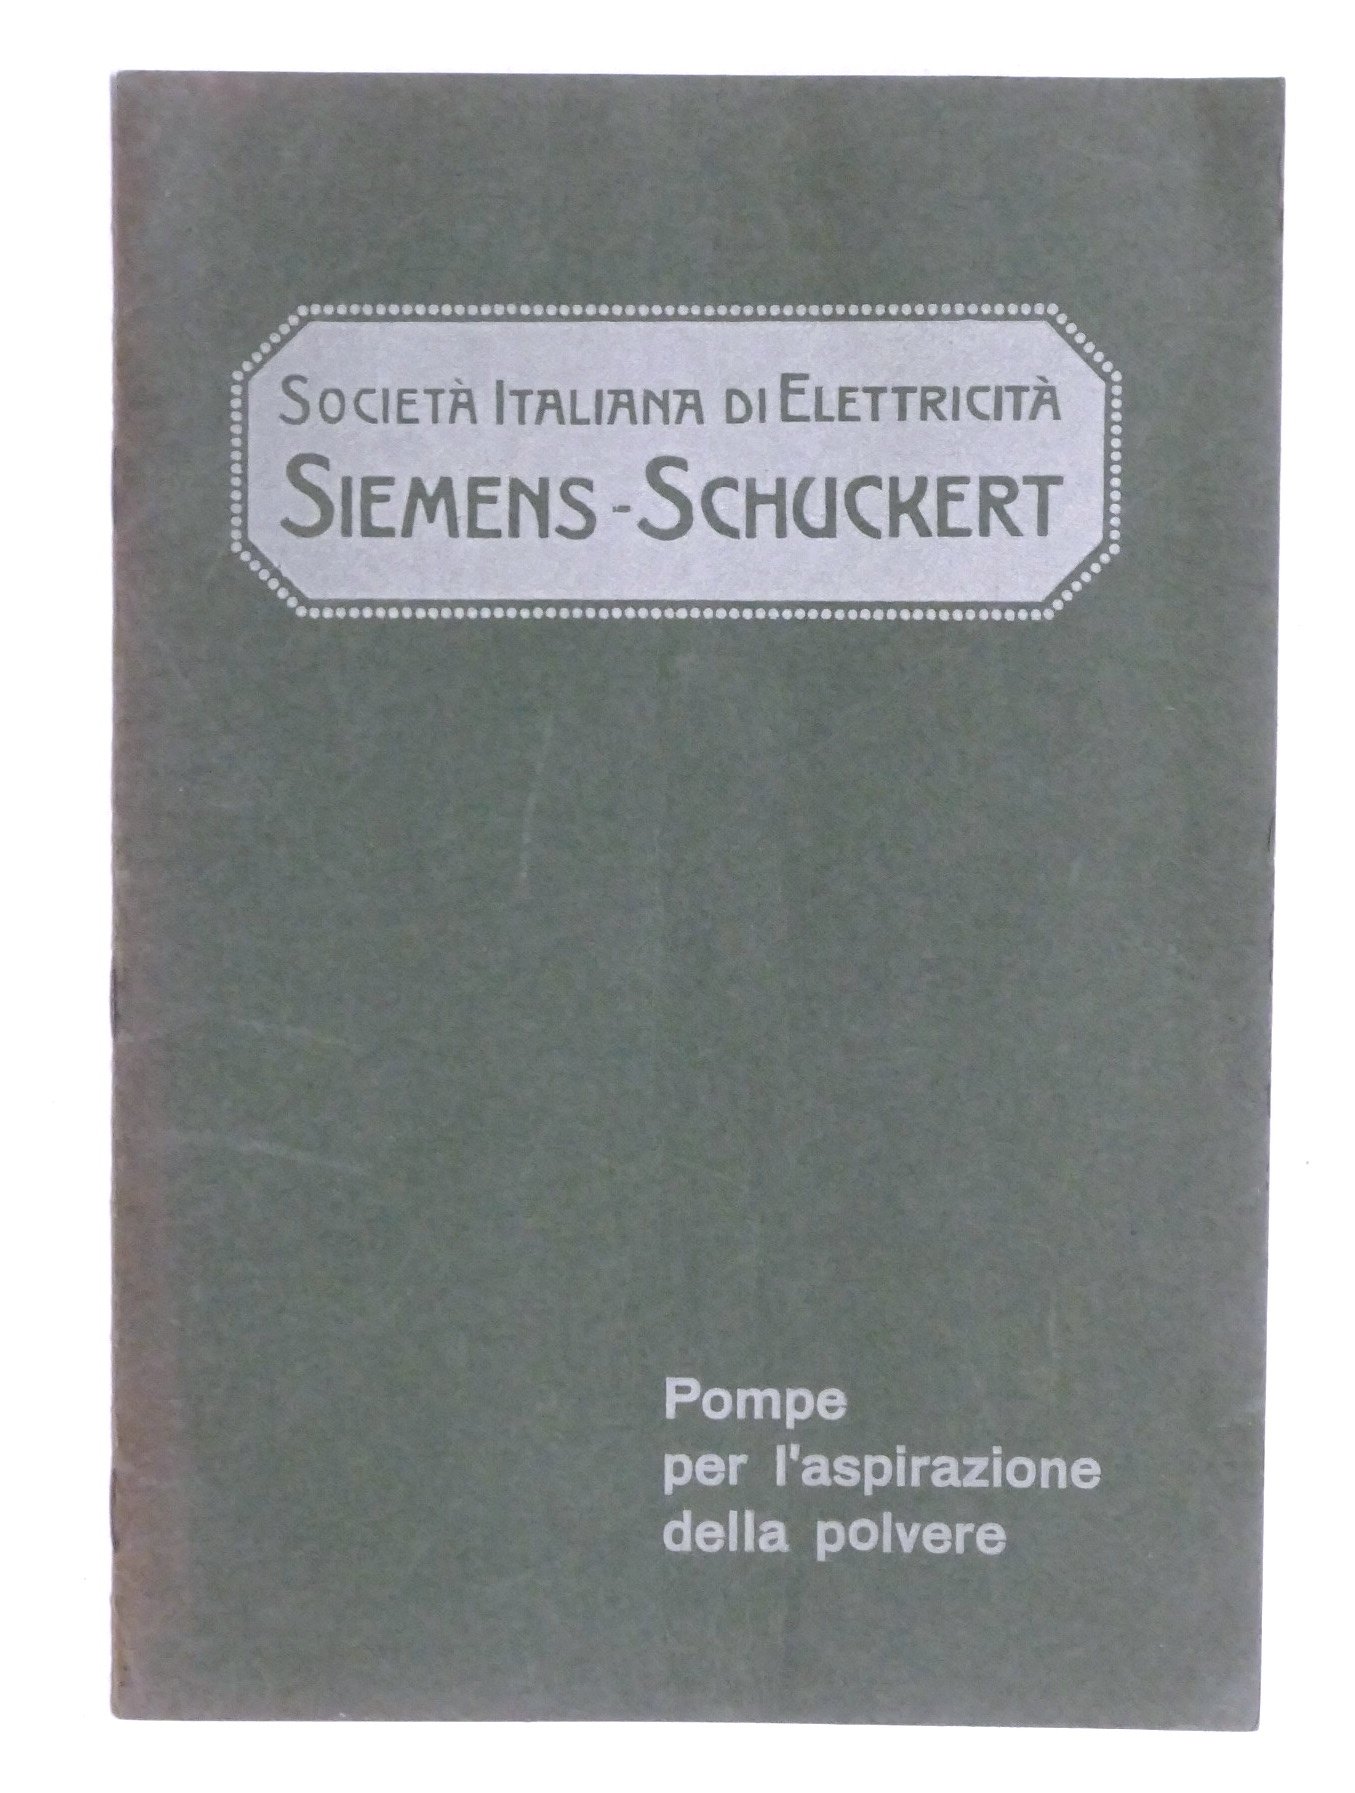 SOCIETÀ ITALIANA DI ELETTRICITÀ
SIEMENS-SCHUCKERT
Pompe
per l'aspirazione
della polvere